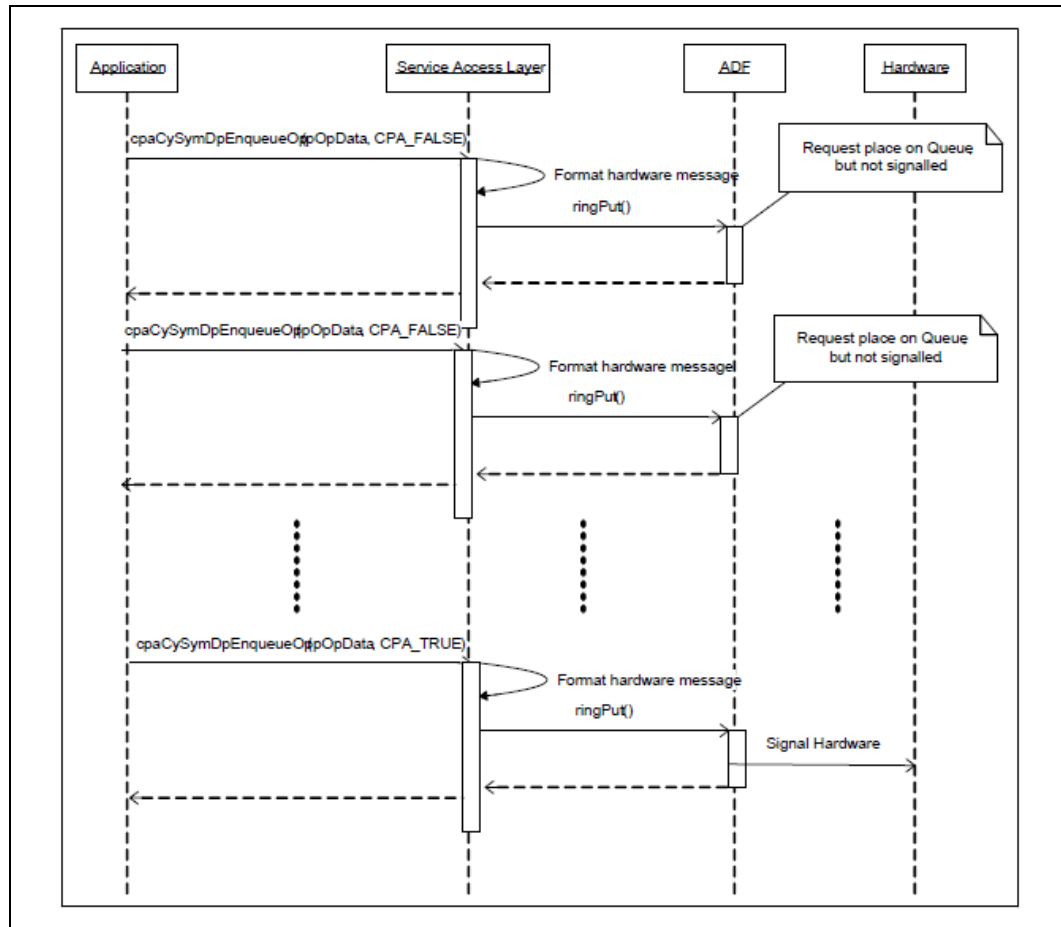 Application
Service Access Layer
ADF
Hardware
cpaCySymDpEnqueueOp(pOpData, CPA_FALSE)
Request place on Queue,
but not signalled
Format hardware message
ringPut()
cpaCySymDpEnqueueOp(pOpData, CPA_FALSE)
Request place on Queue,
but not signalled
Format hardware message
ringPut()
cpaCySymDpEnqueueOp(pOpData, CPA_TRUE)
Format hardware message
ringPut()
Signal Hardware